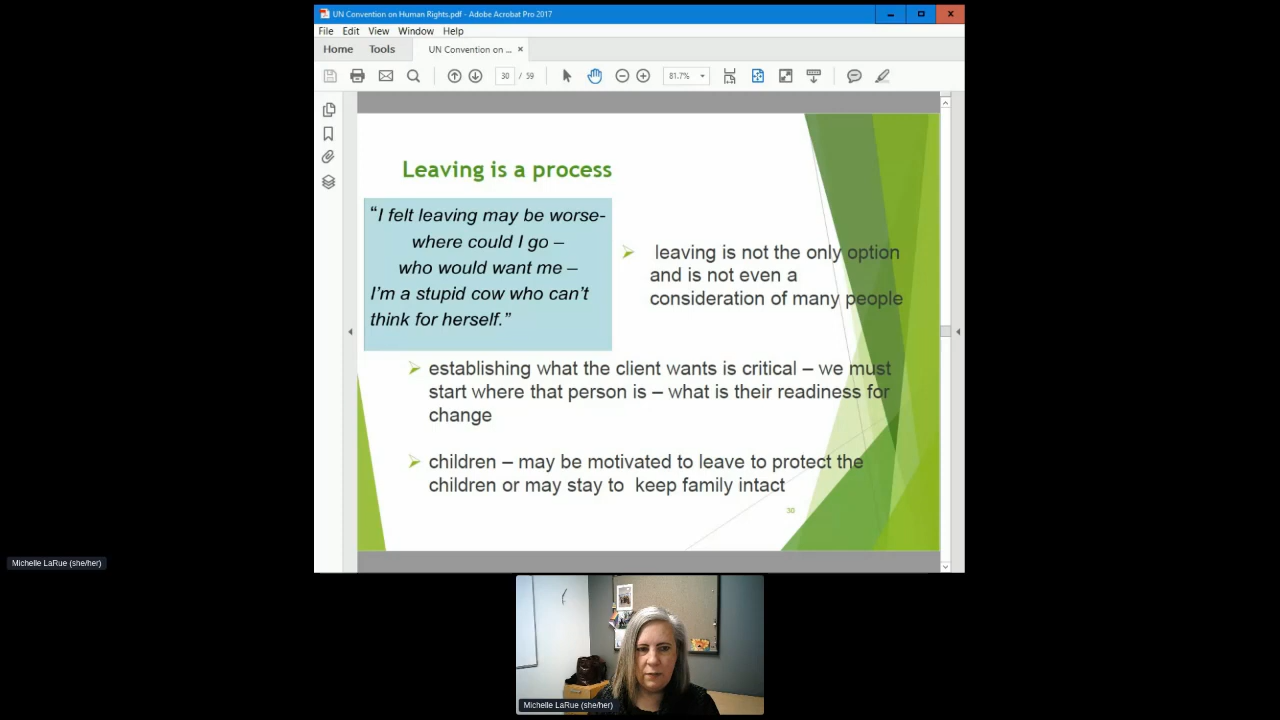 UN Convention on Human Rights.pdf - Adobe Acrobat Pro 2017
File Edit View Window Help
Home Tools UN Convention on ... ×
30 / 59 81.7%
Leaving is a process
“I felt leaving may be worse-
where could I go –
who would want me –
I’m a stupid cow who can’t
think for herself.”
leaving is not the only option
and is not even a
consideration of many people
establishing what the client wants is critical – we must
start where that person is – what is their readiness for
change
children – may be motivated to leave to protect the
children or may stay to keep family intact
30
Michelle LaRue (she/her)
Michelle LaRue (she/her)